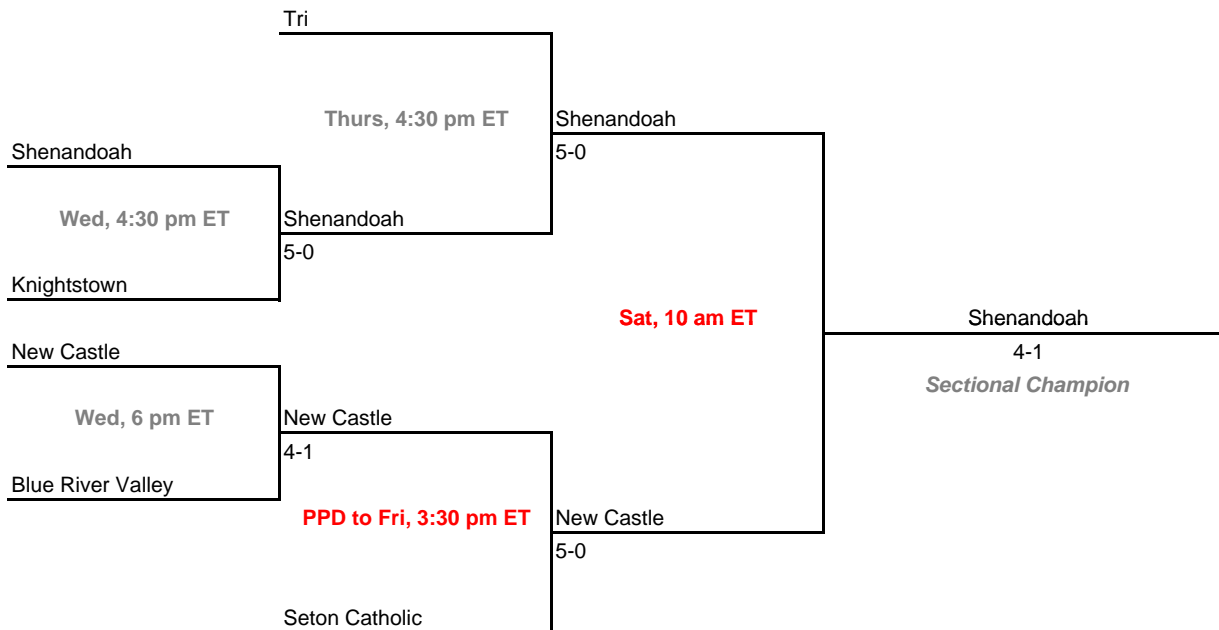 Tri
Thurs, 4:30 pm ET
Shenandoah
5-0
Shenandoah
Wed, 4:30 pm ET
Shenandoah
5-0
Knightstown
Sat, 10 am ET
Shenandoah
4-1
Sectional Champion
New Castle
Wed, 6 pm ET
New Castle
4-1
Blue River Valley
PPD to Fri, 3:30 pm ET
New Castle
5-0
Seton Catholic